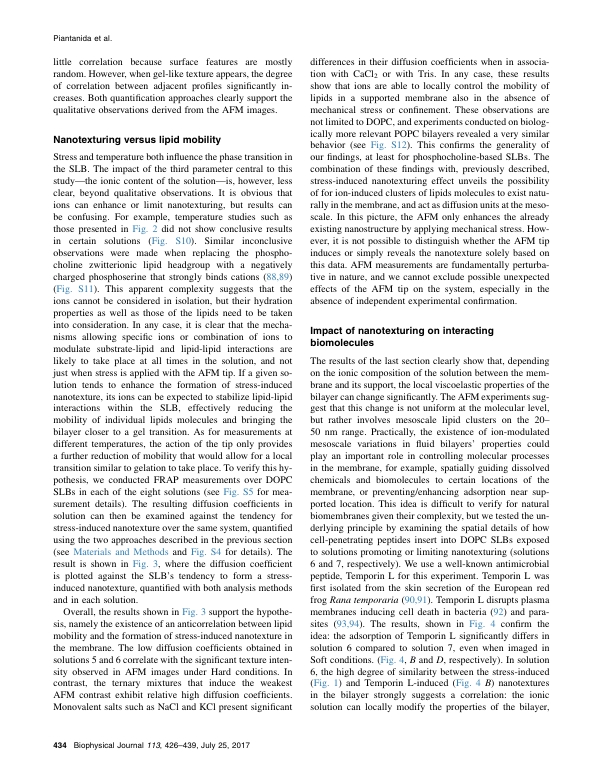 Piantanida et al.
little correlation because surface features are mostly
random. However, when gel-like texture appears, the degree
of correlation between adjacent profiles significantly in-
creases. Both quantification approaches clearly support the
qualitative observations derived from the AFM images.
Nanotexturing versus lipid mobility
Stress and temperature both influence the phase transition in
the SLB. The impact of the third parameter central to this
study—the ionic content of the solution—is, however, less
clear, beyond qualitative observations. It is obvious that
ions can enhance or limit nanotexturing, but results can
be confusing. For example, temperature studies such as
those presented in Fig. 2 did not show conclusive results
in certain solutions (Fig. S10). Similar inconclusive
observations were made when replacing the phospho-
choline zwitterionic lipid headgroup with a negatively
charged phosphoserine that strongly binds cations (88,89)
(Fig. S11). This apparent complexity suggests that the
ions cannot be considered in isolation, but their hydration
properties as well as those of the lipids need to be taken
into consideration. In any case, it is clear that the mecha-
nisms allowing specific ions or combination of ions to
modulate substrate-lipid and lipid-lipid interactions are
likely to take place at all times in the solution, and not
just when stress is applied with the AFM tip. If a given so-
lution tends to enhance the formation of stress-induced
nanotexture, its ions can be expected to stabilize lipid-lipid
interactions within the SLB, effectively reducing the
mobility of individual lipids molecules and bringing the
bilayer closer to a gel transition. As for measurements at
different temperatures, the action of the tip only provides
a further reduction of mobility that would allow for a local
transition similar to gelation to take place. To verify this hy-
pothesis, we conducted FRAP measurements over DOPC
SLBs in each of the eight solutions (see Fig. S5 for mea-
surement details). The resulting diffusion coefficients in
solution can then be examined against the tendency for
stress-induced nanotexture over the same system, quantified
using the two approaches described in the previous section
(see Materials and Methods and Fig. S4 for details). The
result is shown in Fig. 3, where the diffusion coefficient
is plotted against the SLB's tendency to form a stress-
induced nanotexture, quantified with both analysis methods
and in each solution.
Overall, the results shown in Fig. 3 support the hypothe-
sis, namely the existence of an anticorrelation between lipid
mobility and the formation of stress-induced nanotexture in
the membrane. The low diffusion coefficients obtained in
solutions 5 and 6 correlate with the significant texture inten-
sity observed in AFM images under Hard conditions. In
contrast, the ternary mixtures that induce the weakest
AFM contrast exhibit relative high diffusion coefficients.
Monovalent salts such as NaCl and KCl present significant
differences in their diffusion coefficients when in associa-
tion with CaCl2 or with Tris. In any case, these results
show that ions are able to locally control the mobility of
lipids in a supported membrane also in the absence of
mechanical stress or confinement. These observations are
not limited to DOPC, and experiments conducted on biolog-
ically more relevant POPC bilayers revealed a very similar
behavior (see Fig. S12). This confirms the generality of
our findings, at least for phosphocholine-based SLBs. The
combination of these findings with, previously described,
stress-induced nanotexturing effect unveils the possibility
of for ion-induced clusters of lipids molecules to exist natu-
rally in the membrane, and act as diffusion units at the meso-
scale. In this picture, the AFM only enhances the already
existing nanostructure by applying mechanical stress. How-
ever, it is not possible to distinguish whether the AFM tip
induces or simply reveals the nanotexture solely based on
this data. AFM measurements are fundamentally perturba-
tive in nature, and we cannot exclude possible unexpected
effects of the AFM tip on the system, especially in the
absence of independent experimental confirmation.
Impact of nanotexturing on interacting
biomolecules
The results of the last section clearly show that, depending
on the ionic composition of the solution between the mem-
brane and its support, the local viscoelastic properties of the
bilayer can change significantly. The AFM experiments sug-
gest that this change is not uniform at the molecular level,
but rather involves mesoscale lipid clusters on the 20–
50 nm range. Practically, the existence of ion-modulated
mesoscale variations in fluid bilayers' properties could
play an important role in controlling molecular processes
in the membrane, for example, spatially guiding dissolved
chemicals and biomolecules to certain locations of the
membrane, or preventing/enhancing adsorption near sup-
ported location. This idea is difficult to verify for natural
biomembranes given their complexity, but we tested the un-
derlying principle by examining the spatial details of how
cell-penetrating peptides insert into DOPC SLBs exposed
to solutions promoting or limiting nanotexturing (solutions
6 and 7, respectively). We use a well-known antimicrobial
peptide, Temporin L for this experiment. Temporin L was
first isolated from the skin secretion of the European red
frog Rana temporaria (90,91). Temporin L disrupts plasma
membranes inducing cell death in bacteria (92) and para-
sites (93,94). The results, shown in Fig. 4 confirm the
idea: the adsorption of Temporin L significantly differs in
solution 6 compared to solution 7, even when imaged in
Soft conditions. (Fig. 4, B and D, respectively). In solution
6, the high degree of similarity between the stress-induced
(Fig. 1) and Temporin L-induced (Fig. 4 B) nanotextures
in the bilayer strongly suggests a correlation: the ionic
solution can locally modify the properties of the bilayer,
434 Biophysical Journal 113, 426–439, July 25, 2017